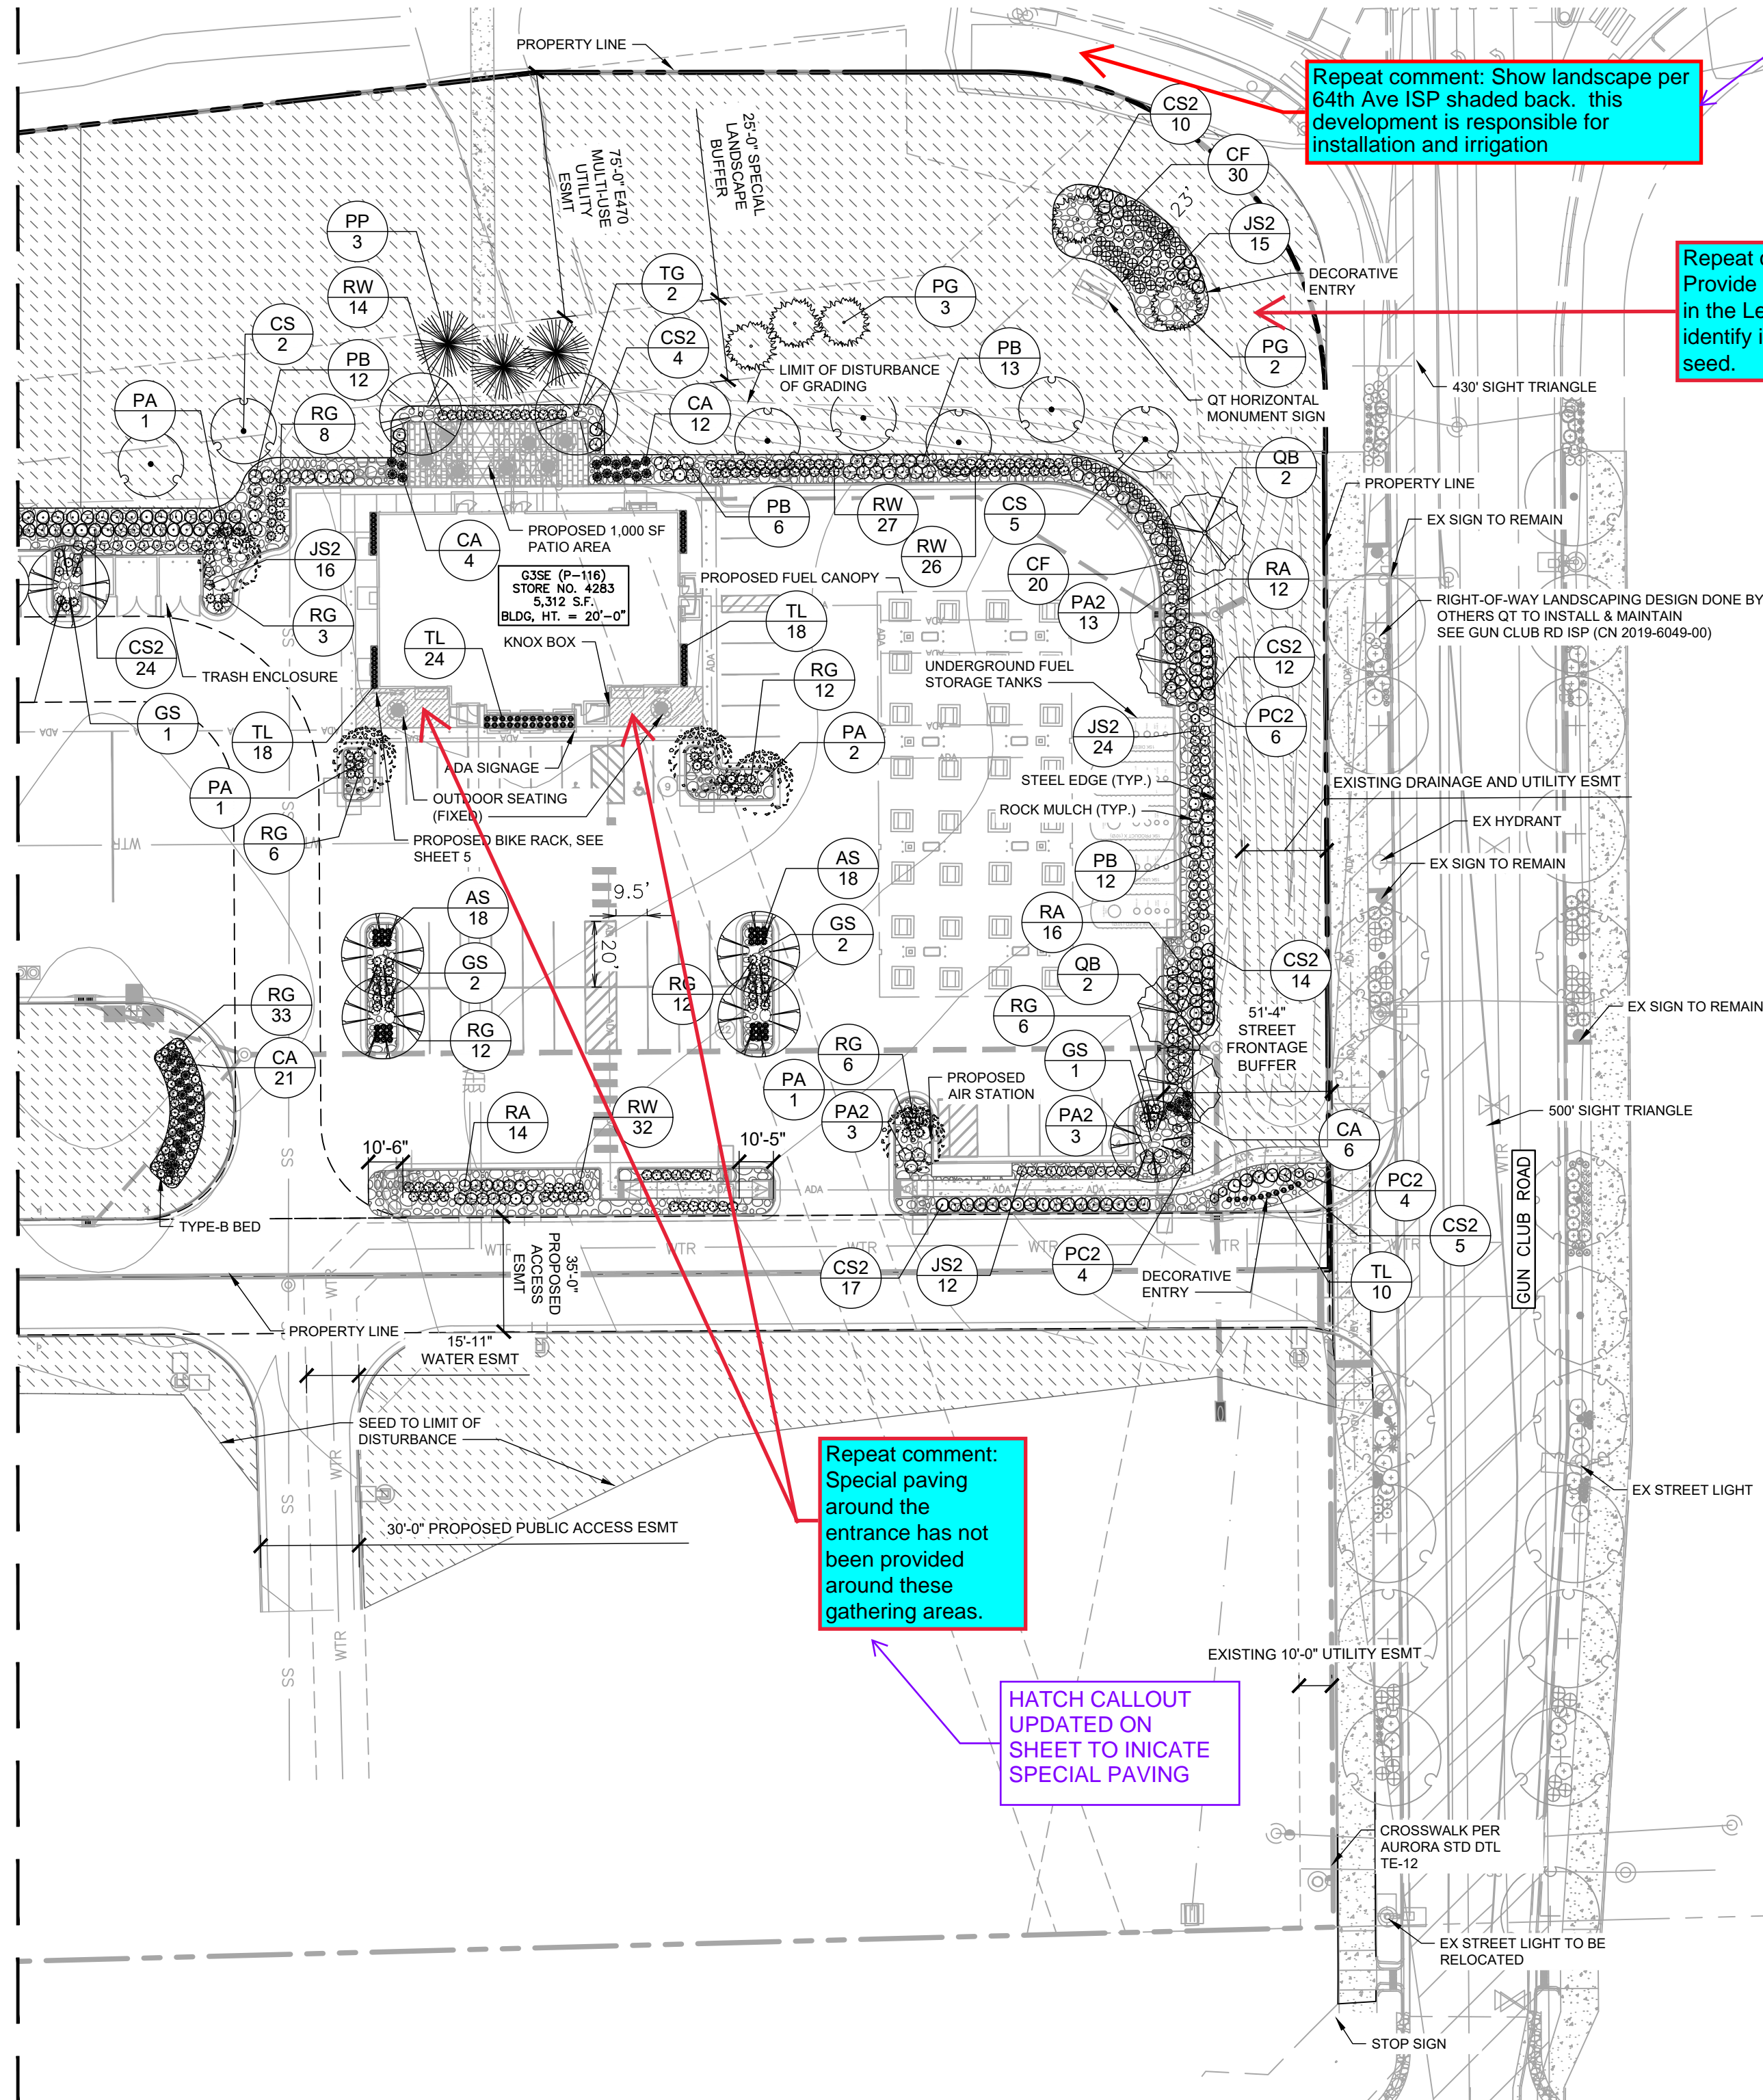 PROPERTY LINE
Repeat comment: Show landscape per
64th Ave ISP shaded back.  this
development is responsible for
installation and irrigation
CS2
10
CF
30
23'
JS2
15
25'-0" SPECIAL
LANDSCAPE
BUFFER
75'-0" E470
MULTI-USE
UTILITY
ESMT
PP
3
RW
14
TG
2
PG
3
DECORATIVE
ENTRY
Provide
seed.
CS
2
CS2
4
PB
12
PB
13
PG
2
LIMIT OF DISTURBANCE
OF GRADING
QT HORIZONTAL
MONUMENT SIGN
430' SIGHT TRIANGLE
PA
1
RG
8
CA
12
QB
2
PROPERTY LINE
EX SIGN TO REMAIN
PB
6
RW
27
CS
5
RW
26
PROPOSED 1,000 SF
PATIO AREA
JS2
16
CA
4
CF
20
RA
12
G3SE (P-116)
STORE NO. 4283
5,312 S.F.
BLDG, HT. = 20'-0"
PROPOSED FUEL CANOPY
PA2
13
RIGHT-OF-WAY LANDSCAPING DESIGN DONE BY
OTHERS QT TO INSTALL & MAINTAIN
SEE GUN CLUB RD ISP (CN 2019-6049-00)
RG
3
TL
24
KNOX BOX
TL
18
CS2
24
TRASH ENCLOSURE
UNDERGROUND FUEL
STORAGE TANKS
CS2
12
RG
12
GS
1
TL
18
PA
2
JS2
24
PC2
6
ADA SIGNAGE
PA
1
OUTDOOR SEATING
(FIXED)
9
STEEL EDGE (TYP.)
EXISTING DRAINAGE AND UTILITY ESMT
ROCK MULCH (TYP.)
EX HYDRANT
RG
6
PROPOSED BIKE RACK, SEE
SHEET 5
AS
18
PB
12
EX SIGN TO REMAIN
9.5'
20'
AS
18
GS
2
RA
16
GS
2
RG
12
QB
2
CS2
14
RG
33
RG
12
22
RG
6
EX SIGN TO REMAIN
51'-4"
STREET
FRONTAGE
BUFFER
CA
21
RG
6
GS
1
PA
1
PROPOSED
AIR STATION
RA
14
RW
32
PA2
3
PA2
3
CA
6
500' SIGHT TRIANGLE
10'-6"
10'-5"
PC2
4
TYPE-B BED
CS2
5
GUN CLUB ROAD
35'-0"
PROPOSED
ACCESS
ESMT
CS2
17
JS2
12
PC2
4
DECORATIVE
ENTRY
TL
10
PROPERTY LINE
15'-11"
WATER ESMT
SEED TO LIMIT OF
DISTURBANCE
EX STREET LIGHT
Repeat comment:
Special paving
around the
entrance has not
been provided
around these
gathering areas.
30'-0" PROPOSED PUBLIC ACCESS ESMT
EXISTING 10'-0" UTILITY ESMT
HATCH CALLOUT
UPDATED ON
SHEET TO INICATE
SPECIAL PAVING
CROSSWALK PER
AURORA STD DTL
TE-12
EX STREET LIGHT TO BE
RELOCATED
STOP SIGN